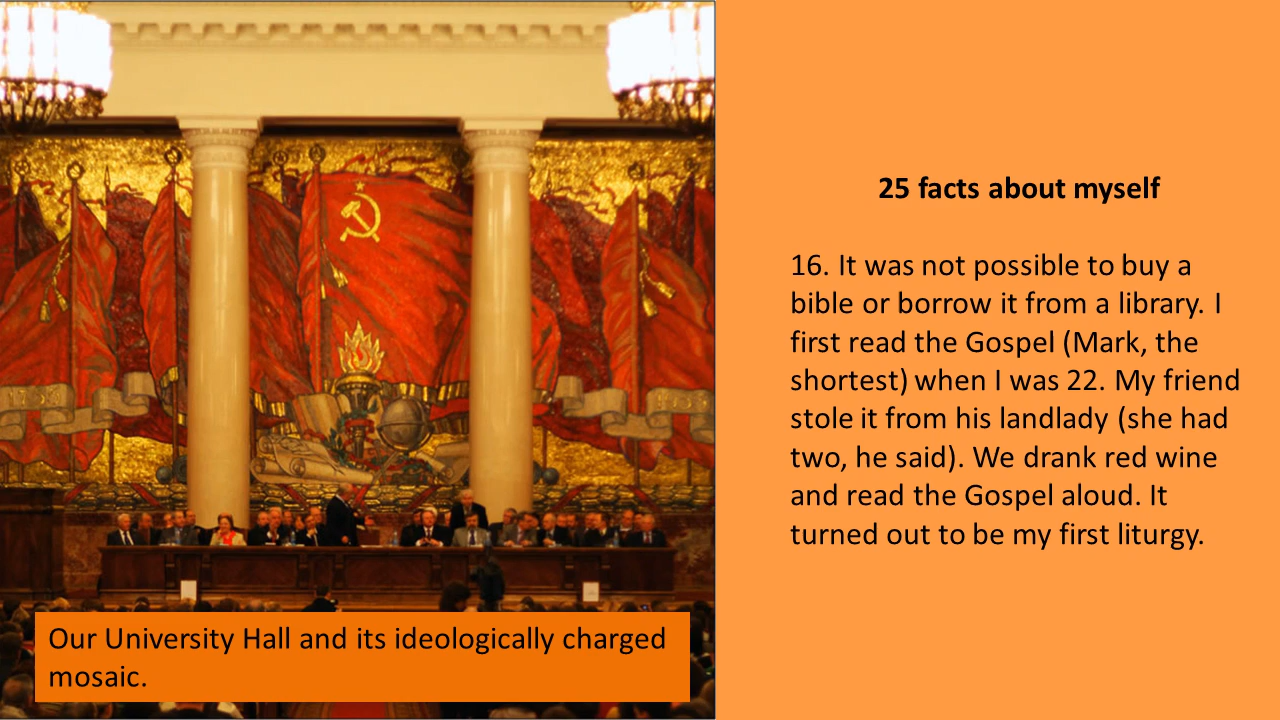 25 facts about myself
16. It was not possible to buy a
bible or borrow it from a library. I
first read the Gospel (Mark, the
shortest) when I was 22. My friend
stole it from his landlady (she had
two, he said). We drank red wine
and read the Gospel aloud. It
turned out to be my first liturgy.
Our University Hall and its ideologically charged
mosaic.